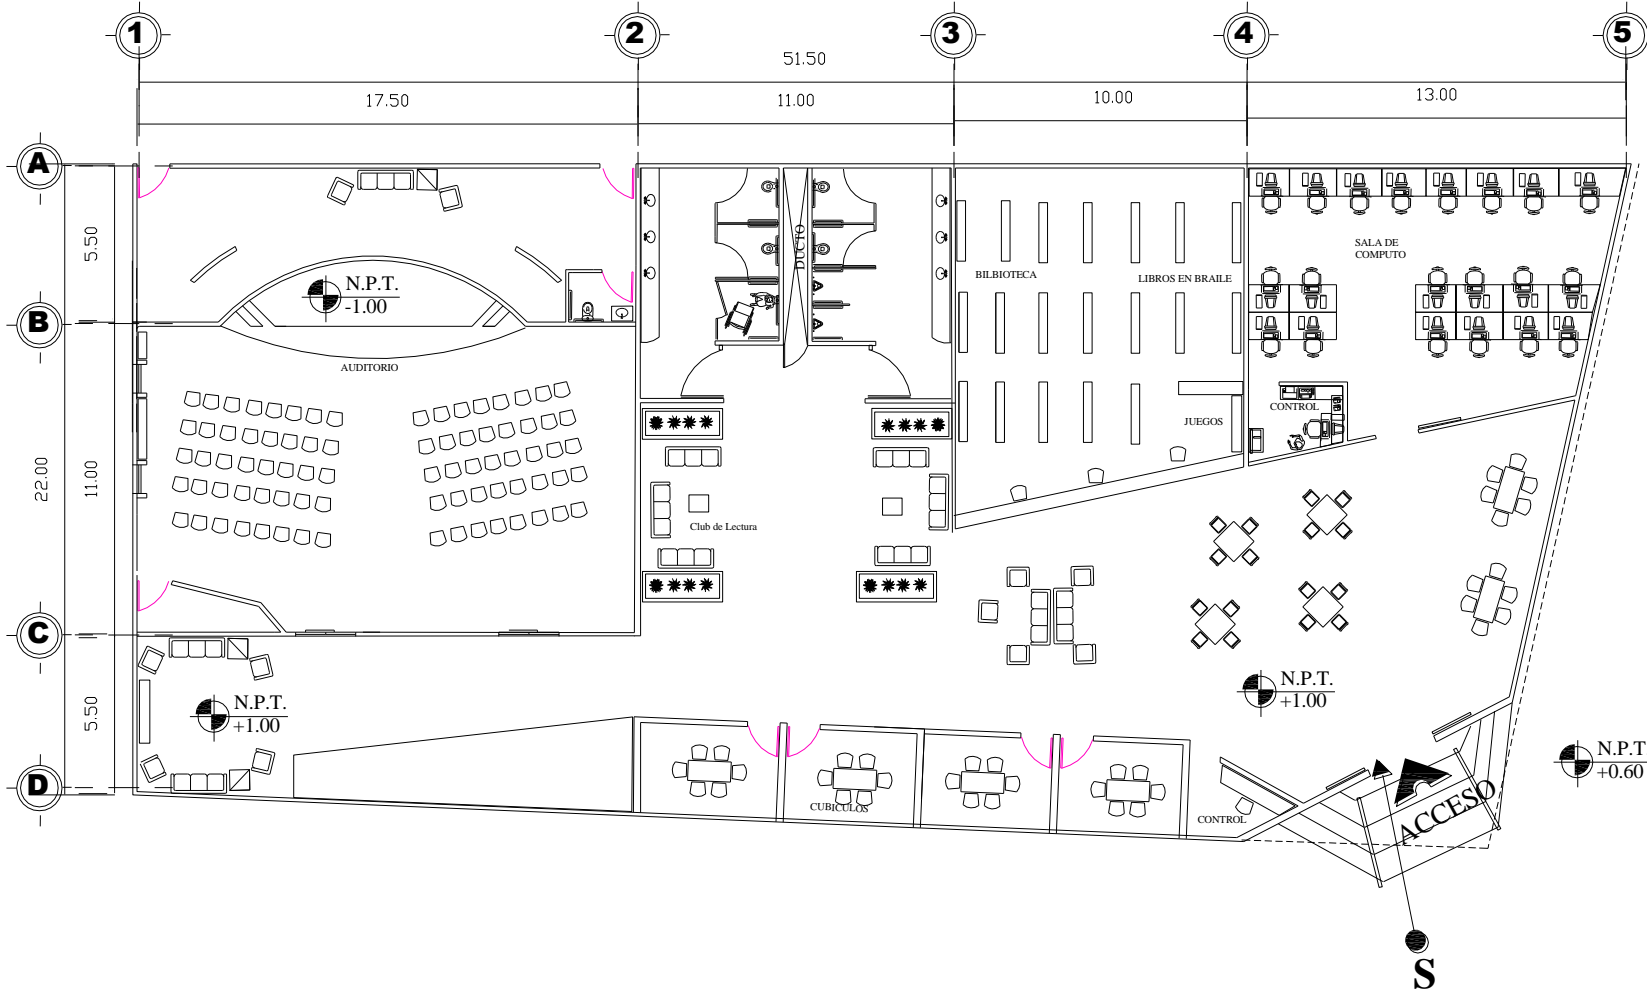 1
2
3
4
5
51.50
17.50
11.00
10.00
13.00
A
B
C
D
5.50
22.00
11.00
5.50
DUCTO
SALA DE
COMPUTO
BILBIOTECA
LIBROS EN BRAILE
N.P.T.
-1.00
AUDITORIO
CONTROL
JUEGOS
Club de Lectura
N.P.T.
+1.00
N.P.T.
+1.00
N.P.T.
+0.60
CUBICULOS
CONTROL
ACCESO
S